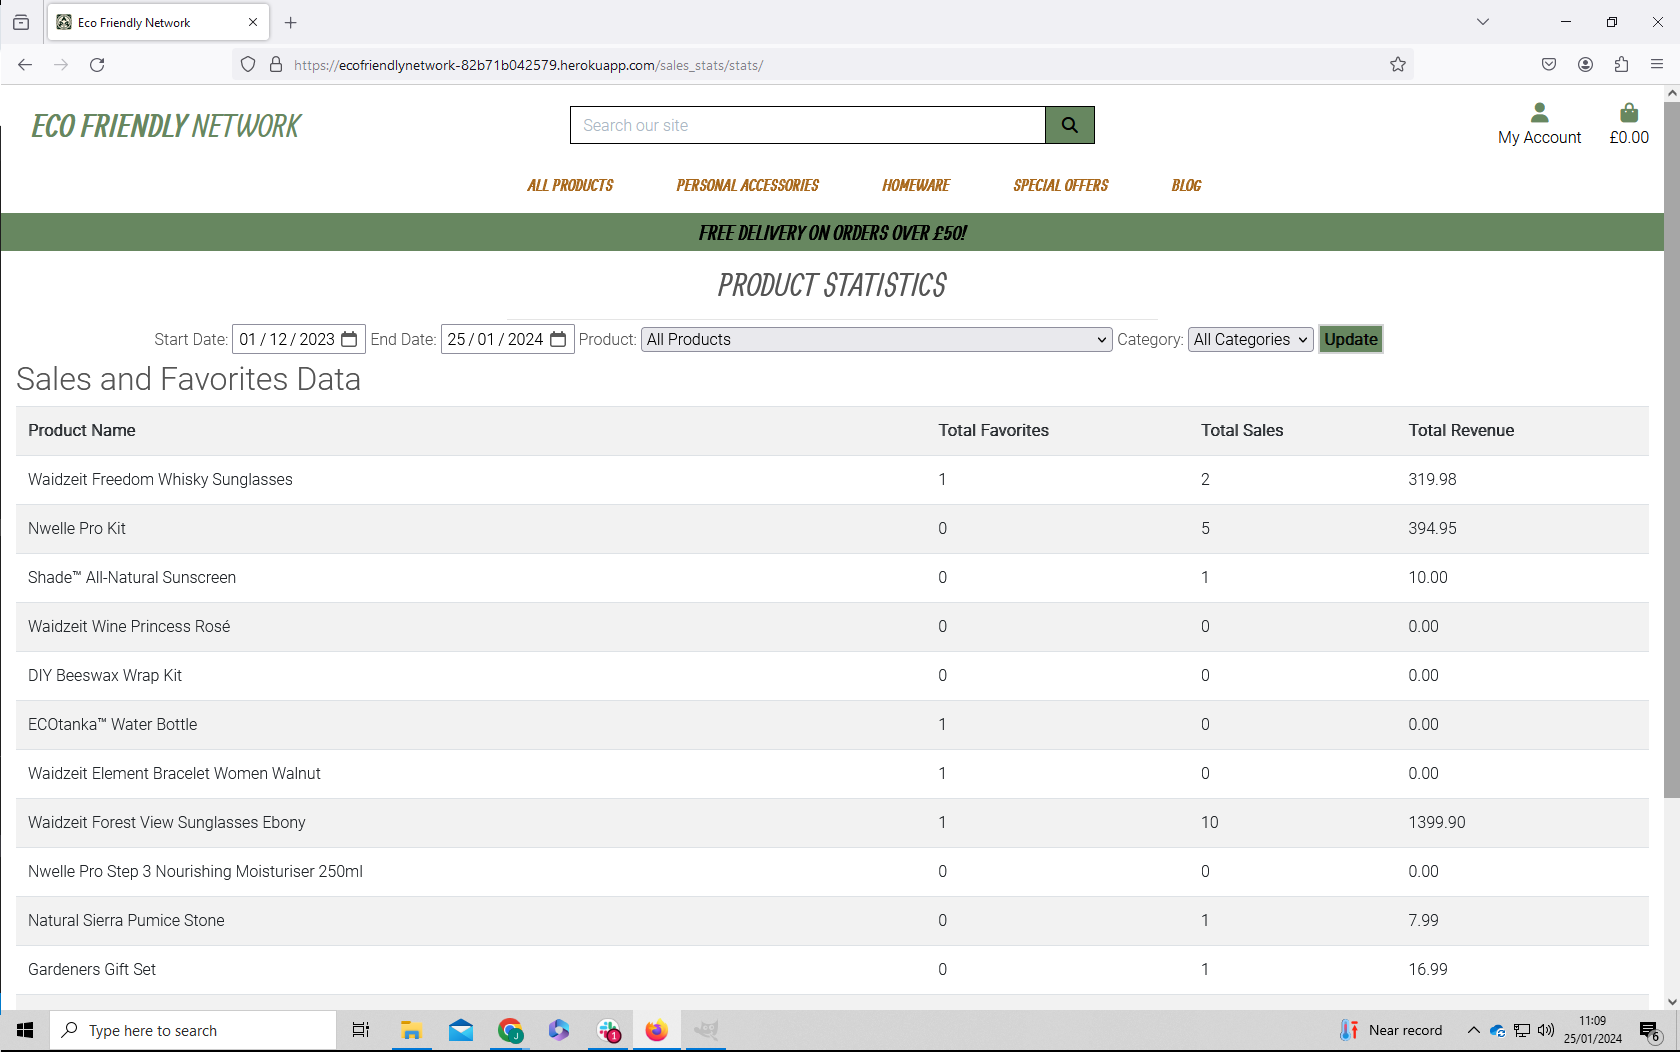 Eco Friendly Network
https://ecofriendlynetwork-82b71b042579.herokuapp.com/sales_stats/stats/
ECO FRIENDLY NETWORK
Search our site
My Account
£0.00
ALL PRODUCTS PERSONAL ACCESSORIES HOMEWARE SPECIAL OFFERS BLOG
FREE DELIVERY ON ORDERS OVER £50!
PRODUCT STATISTICS
Start Date: 01/12/2023 End Date: 25/01/2024 Product: All Products Category: All Categories Update
Sales and Favorites Data
Product Name Total Favorites Total Sales Total Revenue
Waidzeit Freedom Whisky Sunglasses 1 2 319.98
Nwelle Pro Kit 0 5 394.95
Shade™ All-Natural Sunscreen 0 1 10.00
Waidzeit Wine Princess Rosé 0 0 0.00
DIY Beeswax Wrap Kit 0 0 0.00
ECOtanka™ Water Bottle 1 0 0.00
Waidzeit Element Bracelet Women Walnut 1 0 0.00
Waidzeit Forest View Sunglasses Ebony 1 10 1399.90
Nwelle Pro Step 3 Nourishing Moisturiser 250ml 0 0 0.00
Natural Sierra Pumice Stone 0 1 7.99
Gardeners Gift Set 0 1 16.99
Type here to search
J
1
Near record
11:09
25/01/2024
6